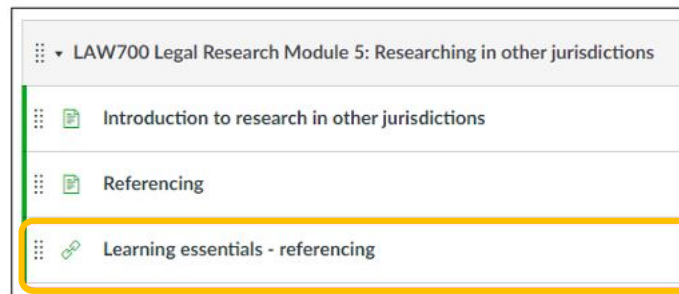 LAW700 Legal Research Module 5: Researching in other jurisdictions
Introduction to research in other jurisdictions
Referencing
Learning essentials - referencing